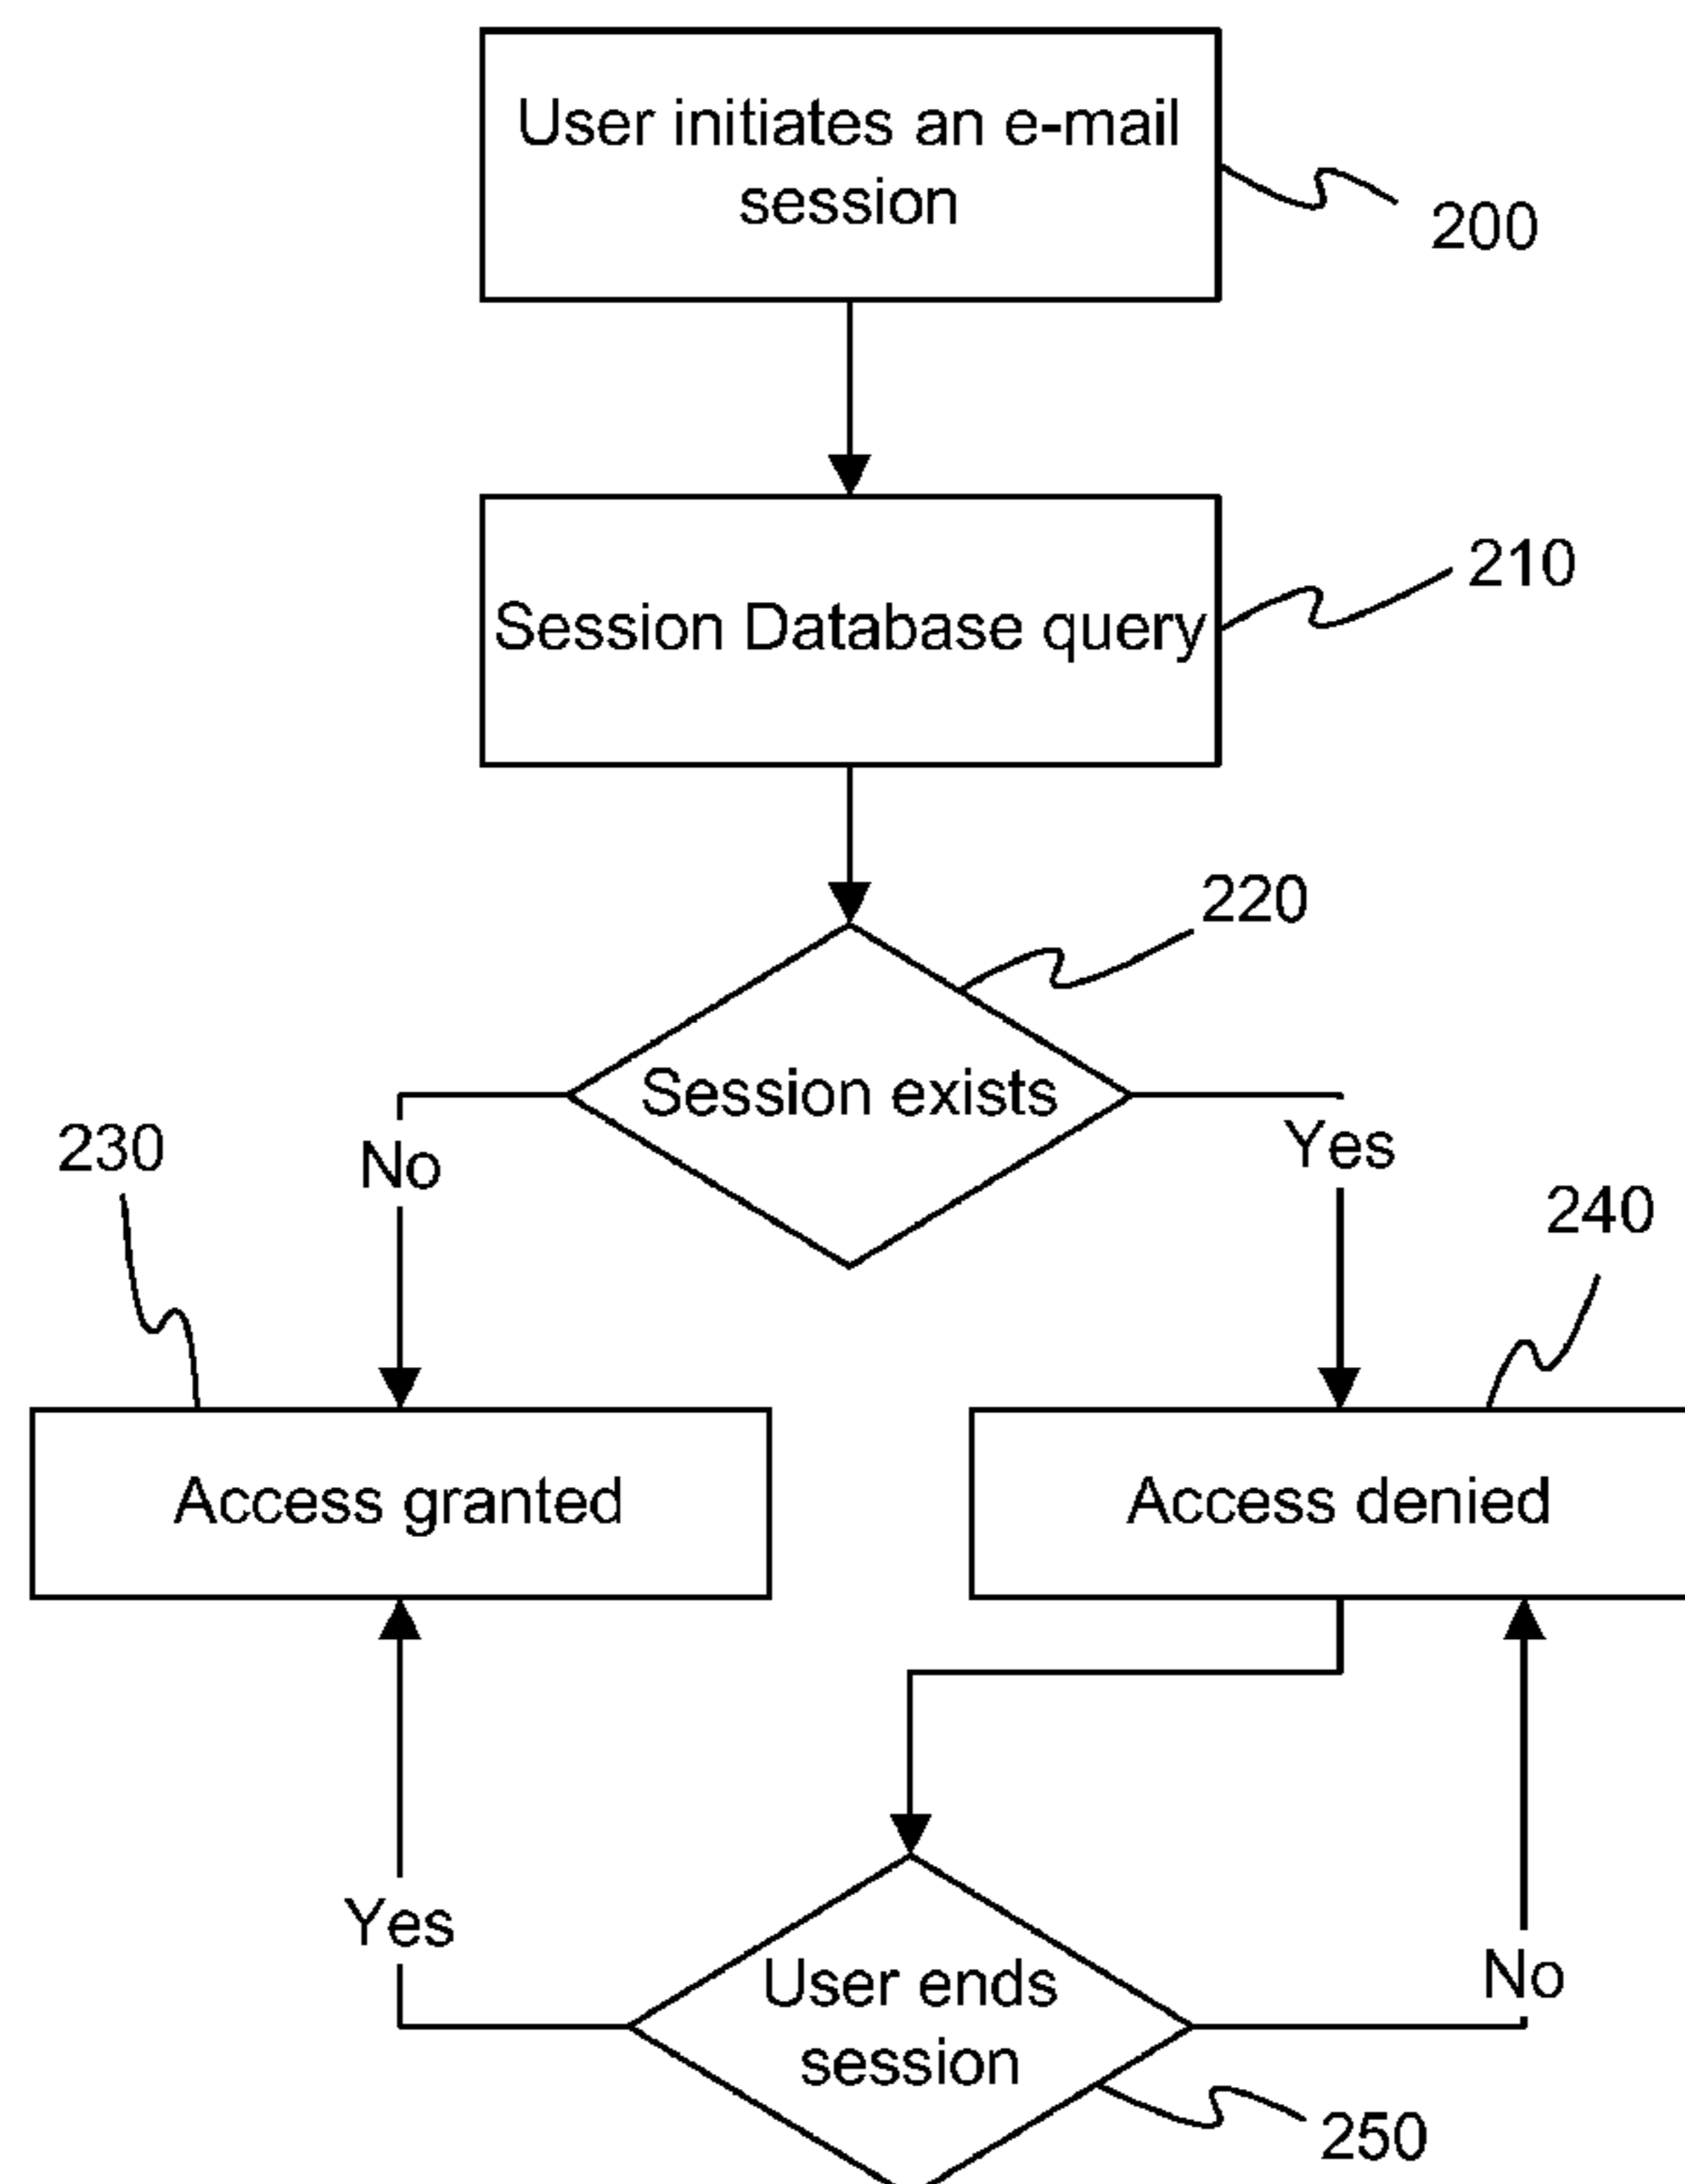 User initiates an e-mail
session
200
Session Database query
210
220
Session exists
No
Yes
230
240
Access granted
Access denied
Yes
No
User ends
session
250